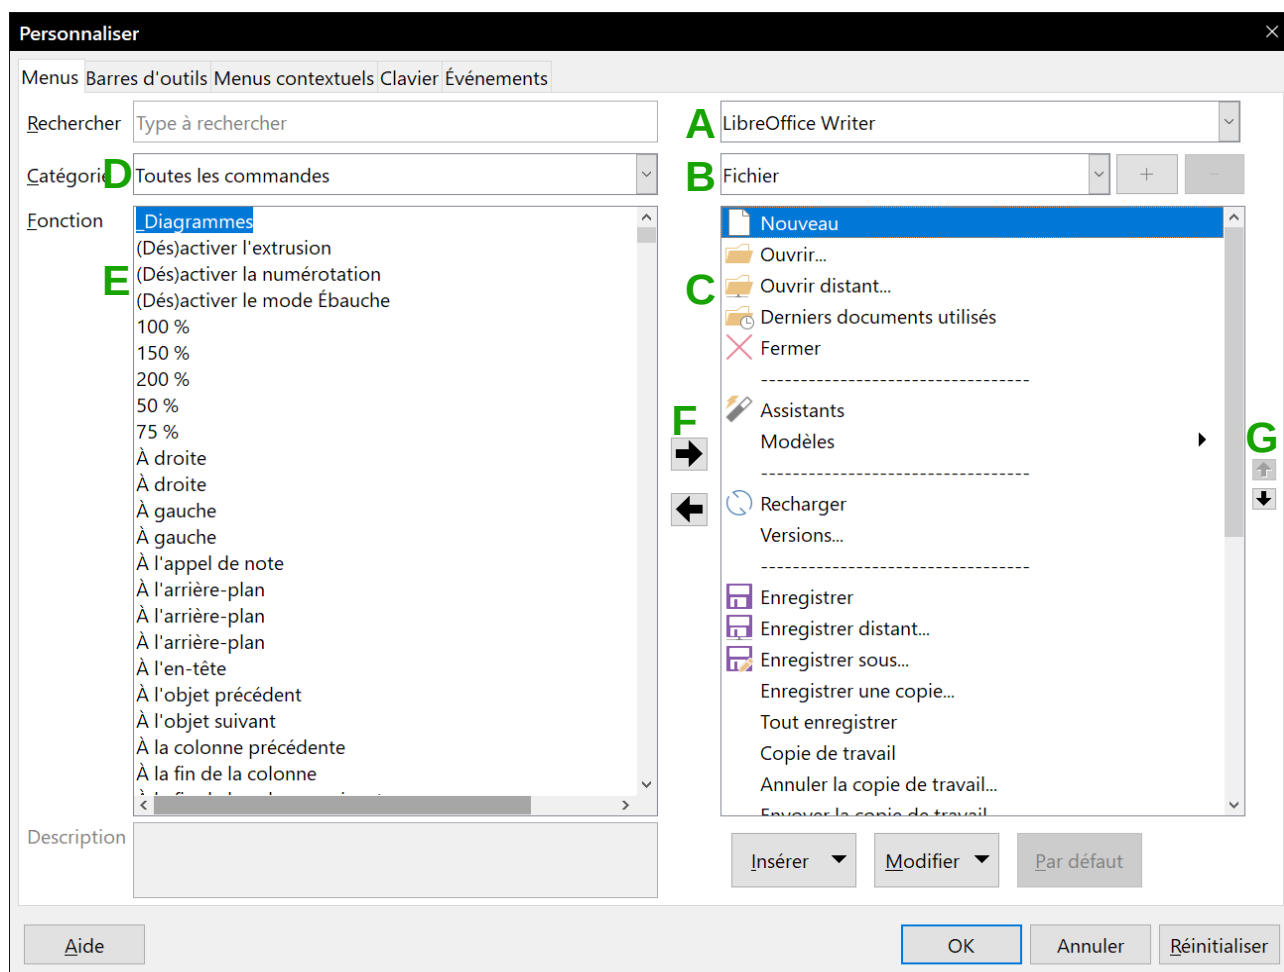 Personnaliser
Menus Barres d'outils Menus contextuels Clavier Événements
Rechercher Type à rechercher
A LibreOffice Writer
Catégorie D Toutes les commandes
B Fichier + −
Fonction
E
_Diagrammes
(Dés)activer l'extrusion
(Dés)activer la numérotation
(Dés)activer le mode Ébauche
100 %
150 %
200 %
50 %
75 %
À droite
À droite
À gauche
À gauche
À l'appel de note
À l'arrière-plan
À l'arrière-plan
À l'arrière-plan
À l'en-tête
À l'objet précédent
À l'objet suivant
À la colonne précédente
À la fin de la colonne
F
C
Nouveau
Ouvrir...
Ouvrir distant...
Derniers documents utilisés
Fermer
----------------------------------
Assistants
Modèles
----------------------------------
Recharger
Versions...
----------------------------------
Enregistrer
Enregistrer distant...
Enregistrer sous...
Enregistrer une copie...
Tout enregistrer
Copie de travail
Annuler la copie de travail...
Envoyer la copie de travail
G
Description
Insérer Modifier Par défaut
Aide OK Annuler Réinitialiser